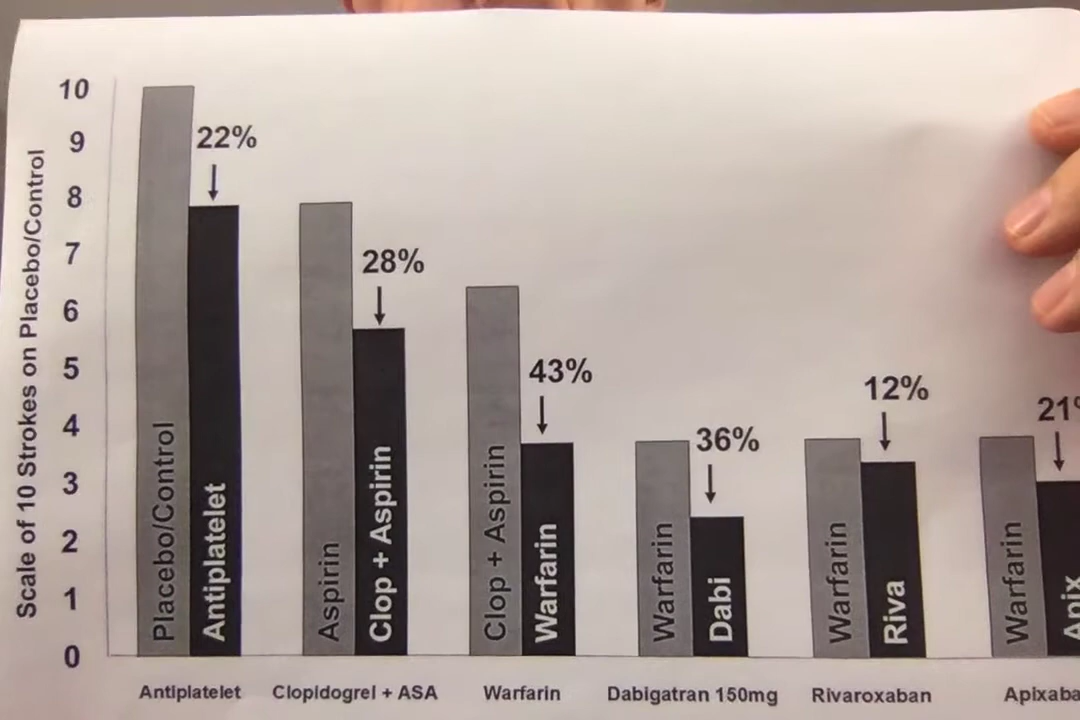 Scale of 10 Strokes on Placebo/Control
10
9
8
7
6
5
4
3
2
1
0
22%
28%
43%
36%
12%
Placebo/Control
Antiplatelet
Aspirin
Clop + Aspirin
Clop + Aspirin
Warfarin
Warfarin
Dabi
Warfarin
Riva
Warfarin
Apix
Antiplatelet
Clopidogrel + ASA
Warfarin
Dabigatran 150mg
Rivaroxaban